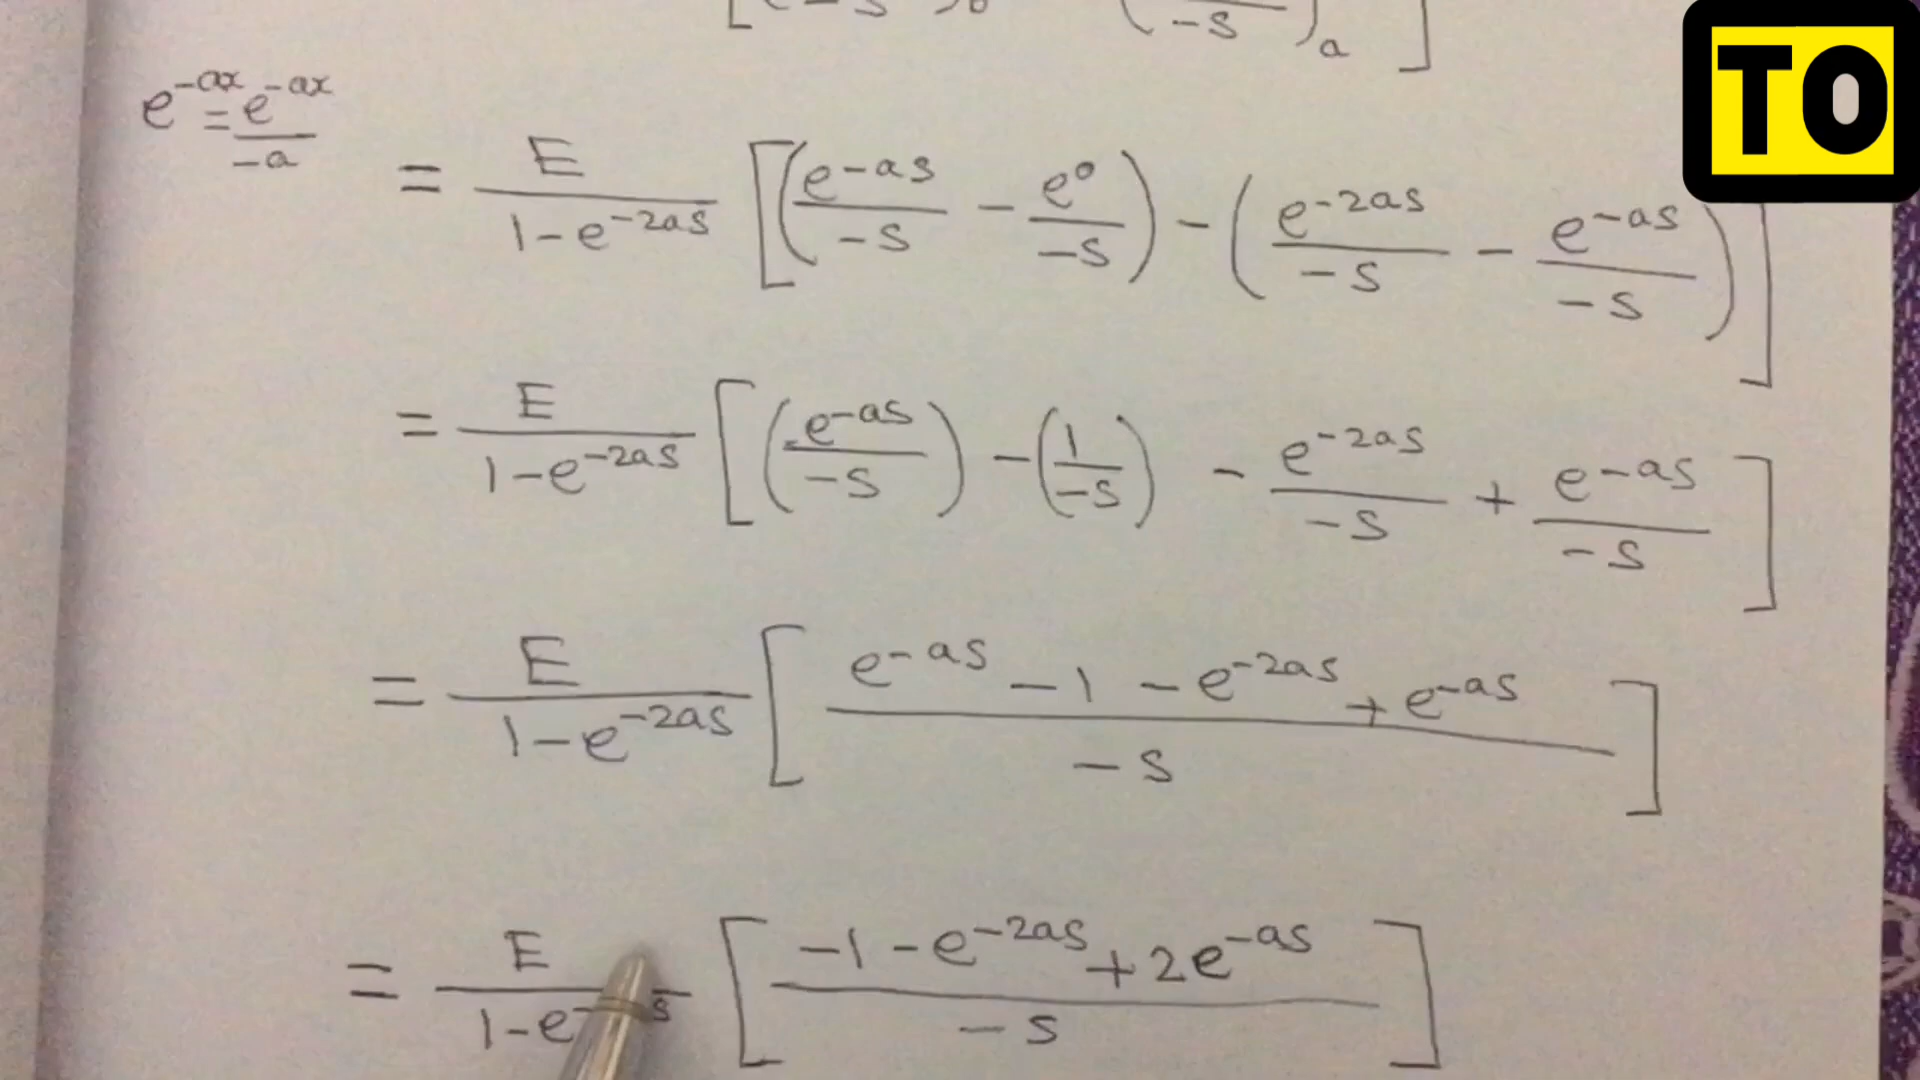 TO
[(   -s )0   (   -s )a ]
e^-ax = e^-ax / -a
= E / 1-e^-2as [ ( e^-as / -s - e^0 / -s ) - ( e^-2as / -s - e^-as / -s ) ]
= E / 1-e^-2as [ ( e^-as / -s ) - ( 1 / -s ) - e^-2as / -s + e^-as / -s ]
= E / 1-e^-2as [ e^-as - 1 - e^-2as + e^-as / -s ]
= E / 1-e^- s [ -1 - e^-2as + 2e^-as / -s ]